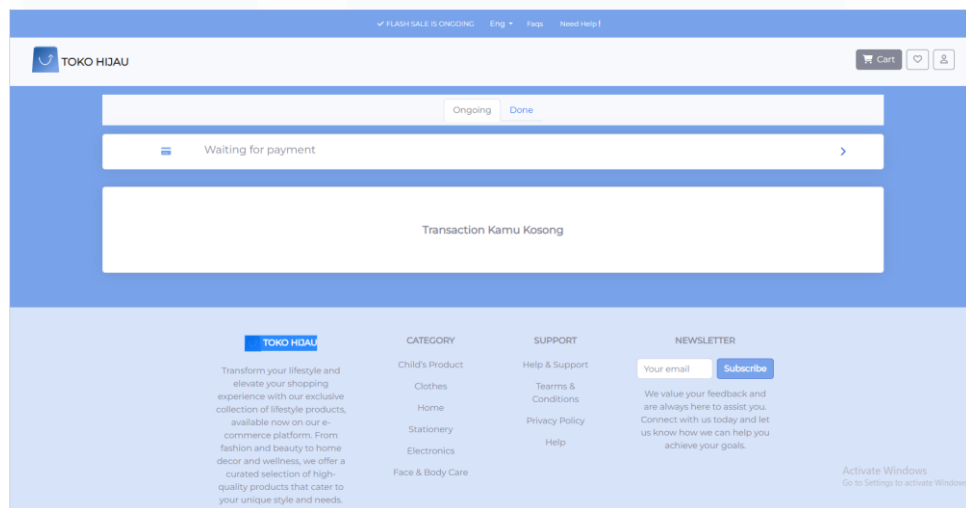 ✓ FLASH SALE IS ONGOING Eng Faqs Need Help!
TOKO HIJAU
Cart
Ongoing Done
Waiting for payment
Transaction Kamu Kosong
TOKO HIJAU
Transform your lifestyle and
elevate your shopping
experience with our exclusive
collection of lifestyle products,
available now on our e-
commerce platform. From
fashion and beauty to home
decor and wellness, we offer a
curated selection of high-
quality products that cater to
your unique style and needs.
CATEGORY
Child's Product
Clothes
Home
Stationery
Electronics
Face & Body Care
SUPPORT
Help & Support
Tearms &
Conditions
Privacy Policy
Help
NEWSLETTER
Your email Subscribe
We value your feedback and
are always here to assist you.
Connect with us today and let
us know how we can help you
achieve your goals.
Activate Windows
Go to Settings to activate Windows